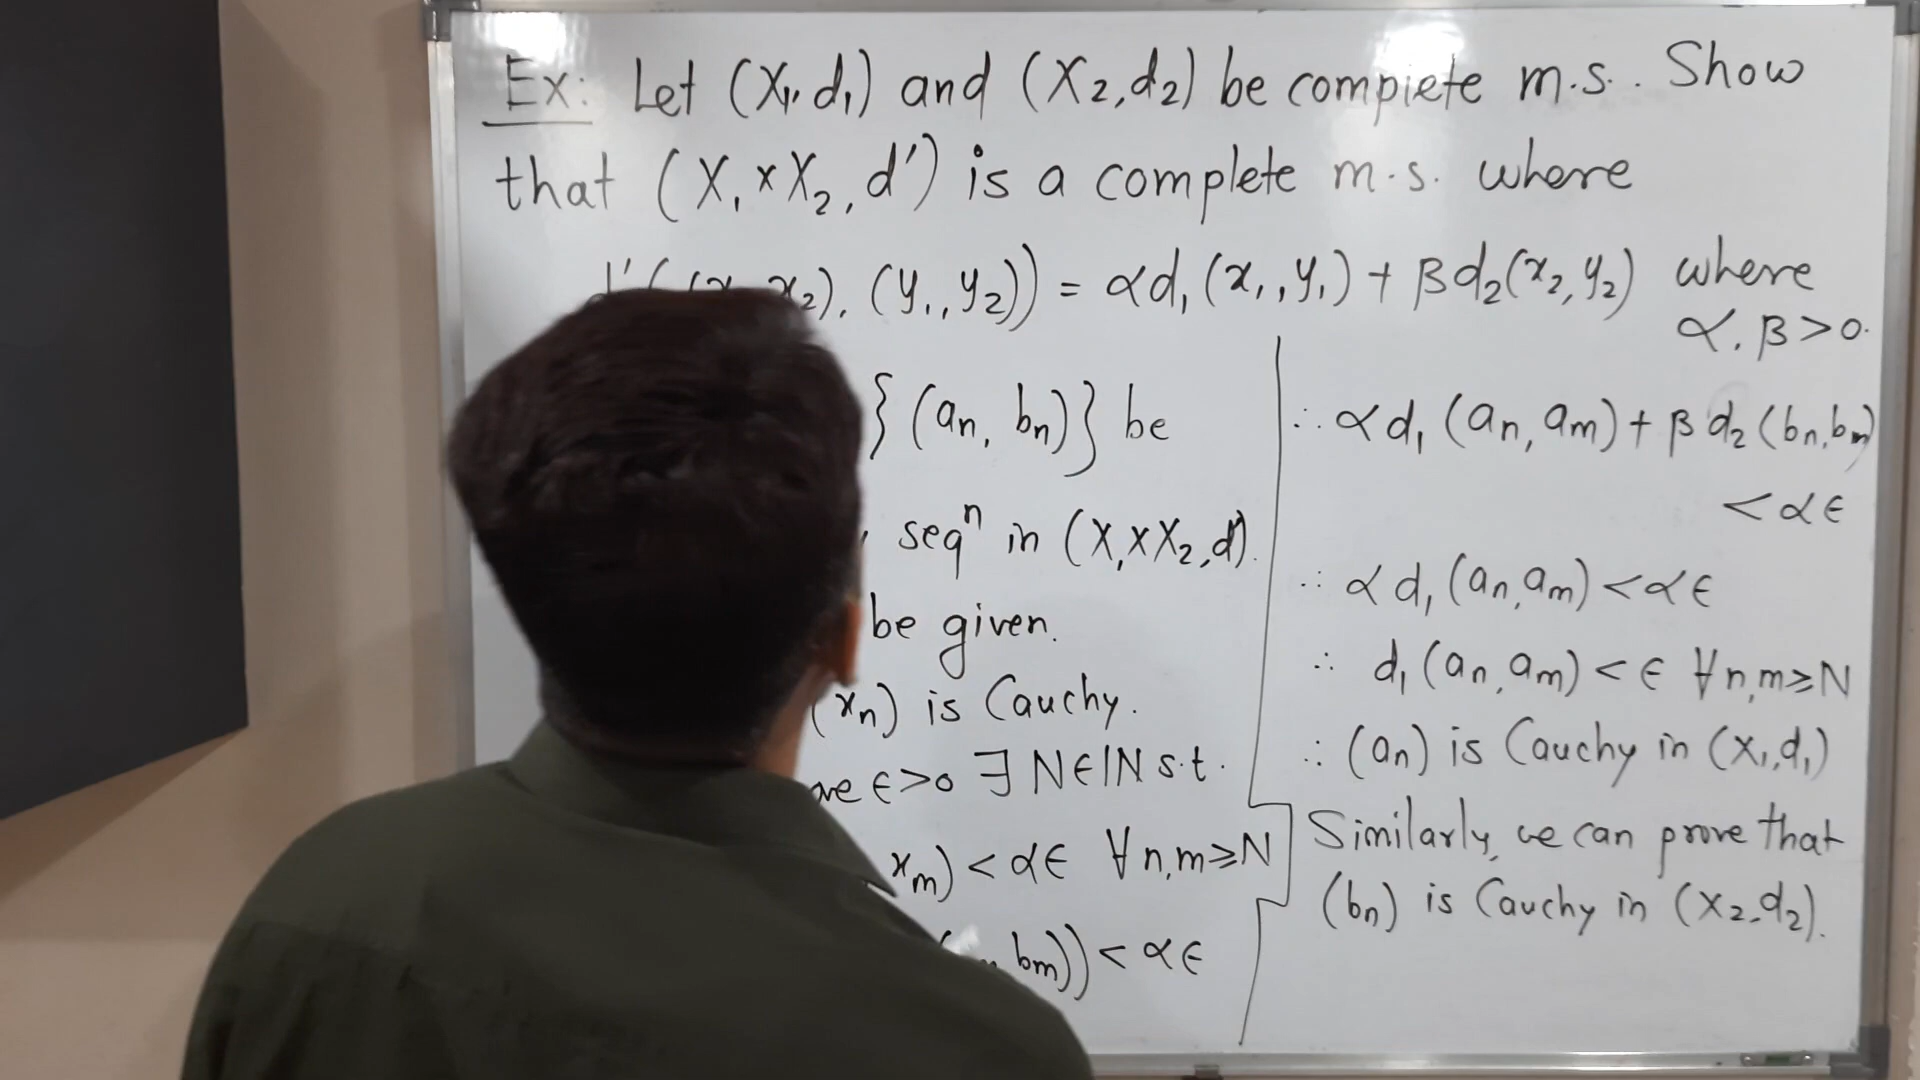 Ex: Let (X₁, d₁) and (X₂, d₂) be complete m.s. Show
that (X₁ × X₂, d′) is a complete m.s. where
x₂), (y₁, y₂)) = αd₁(x₁, y₁) + βd₂(x₂, y₂) where
α, β > 0.
{(aₙ, bₙ)} be
seqⁿ in (X₁ × X₂, d′).
be given.
(xₙ) is Cauchy.
ϵ > 0 ∃ N ∈ ℕ s.t.
xₘ) < αϵ ∀ n, m ≥ N
bₘ)) < αϵ
∴ αd₁(aₙ, aₘ) + βd₂(bₙ, bₘ)
< αϵ
∴ αd₁(aₙ, aₘ) < αϵ
∴ d₁(aₙ, aₘ) < ϵ ∀ n, m ≥ N
∴ (aₙ) is Cauchy in (X₁, d₁)
Similarly, we can prove that
(bₙ) is Cauchy in (X₂, d₂).